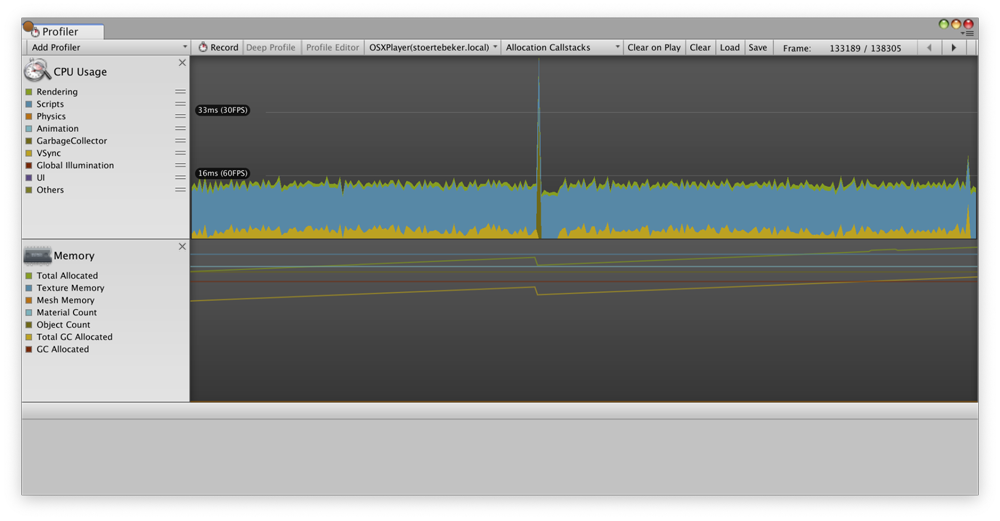 Profiler
Add Profiler Record Deep Profile Profile Editor OSXPlayer(stoertebeker.local) Allocation Callstacks Clear on Play Clear Load Save Frame: 133189 / 138305
CPU Usage
Rendering
Scripts
Physics
Animation
GarbageCollector
VSync
Global Illumination
UI
Others
33ms (30FPS)
16ms (60FPS)
Memory
Total Allocated
Texture Memory
Mesh Memory
Material Count
Object Count
Total GC Allocated
GC Allocated